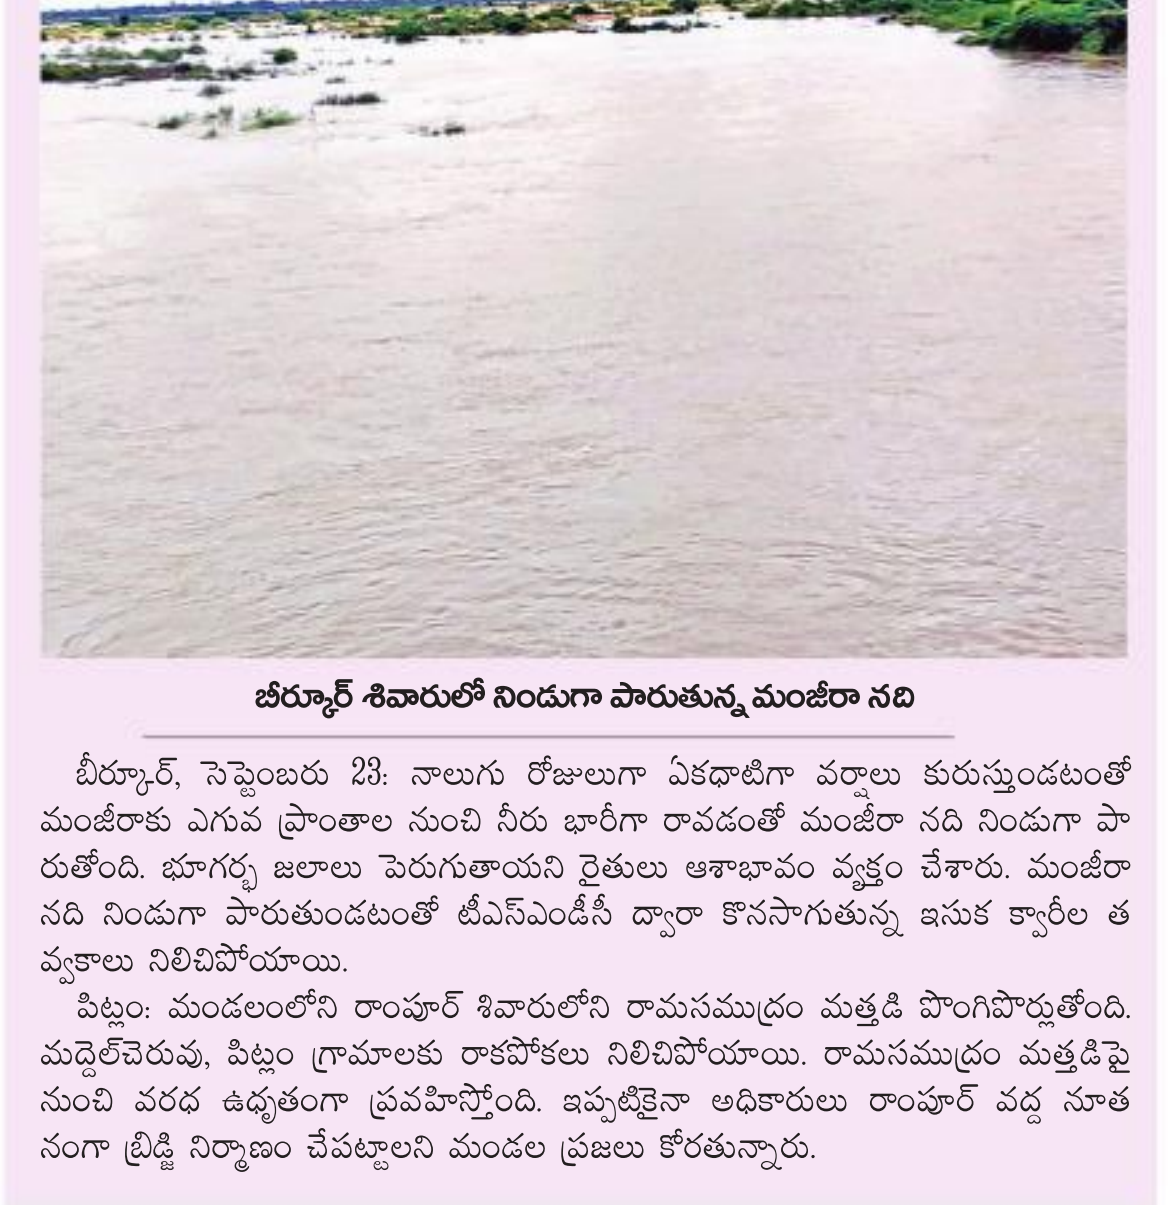 బీర్కూర్ శివారులో నిండుగా పారుతున్న మంజీరా నది
బీర్కూర్, సెప్టెంబరు 23: నాలుగు రోజులుగా ఏకధాటిగా వర్షాలు కురుస్తుండటంతో
మంజీరాకు ఎగువ ప్రాంతాల నుంచి నీరు భారీగా రావడంతో మంజీరా నది నిండుగా పా
రుతోంది. భూగర్భ జలాలు పెరుగుతాయని రైతులు ఆశాభావం వ్యక్తం చేశారు. మంజీరా
నది నిండుగా పారుతుండటంతో టీఎస్ఎండీసీ ద్వారా కొనసాగుతున్న ఇసుక క్వారీల త
వ్వకాలు నిలిచిపోయాయి.
పిట్లం: మండలంలోని రాంపూర్ శివారులోని రామసముద్రం మత్తడి పొంగిపొర్లుతోంది.
మద్దెల్‌చెరువు, పిట్లం గ్రామాలకు రాకపోకలు నిలిచిపోయాయి. రామసముద్రం మత్తడిపై
నుంచి వరధ ఉధృతంగా ప్రవహిస్తోంది. ఇప్పటికైనా అధికారులు రాంపూర్ వద్ద నూత
నంగా బ్రిడ్జి నిర్మాణం చేపట్టాలని మండల ప్రజలు కోరతున్నారు.